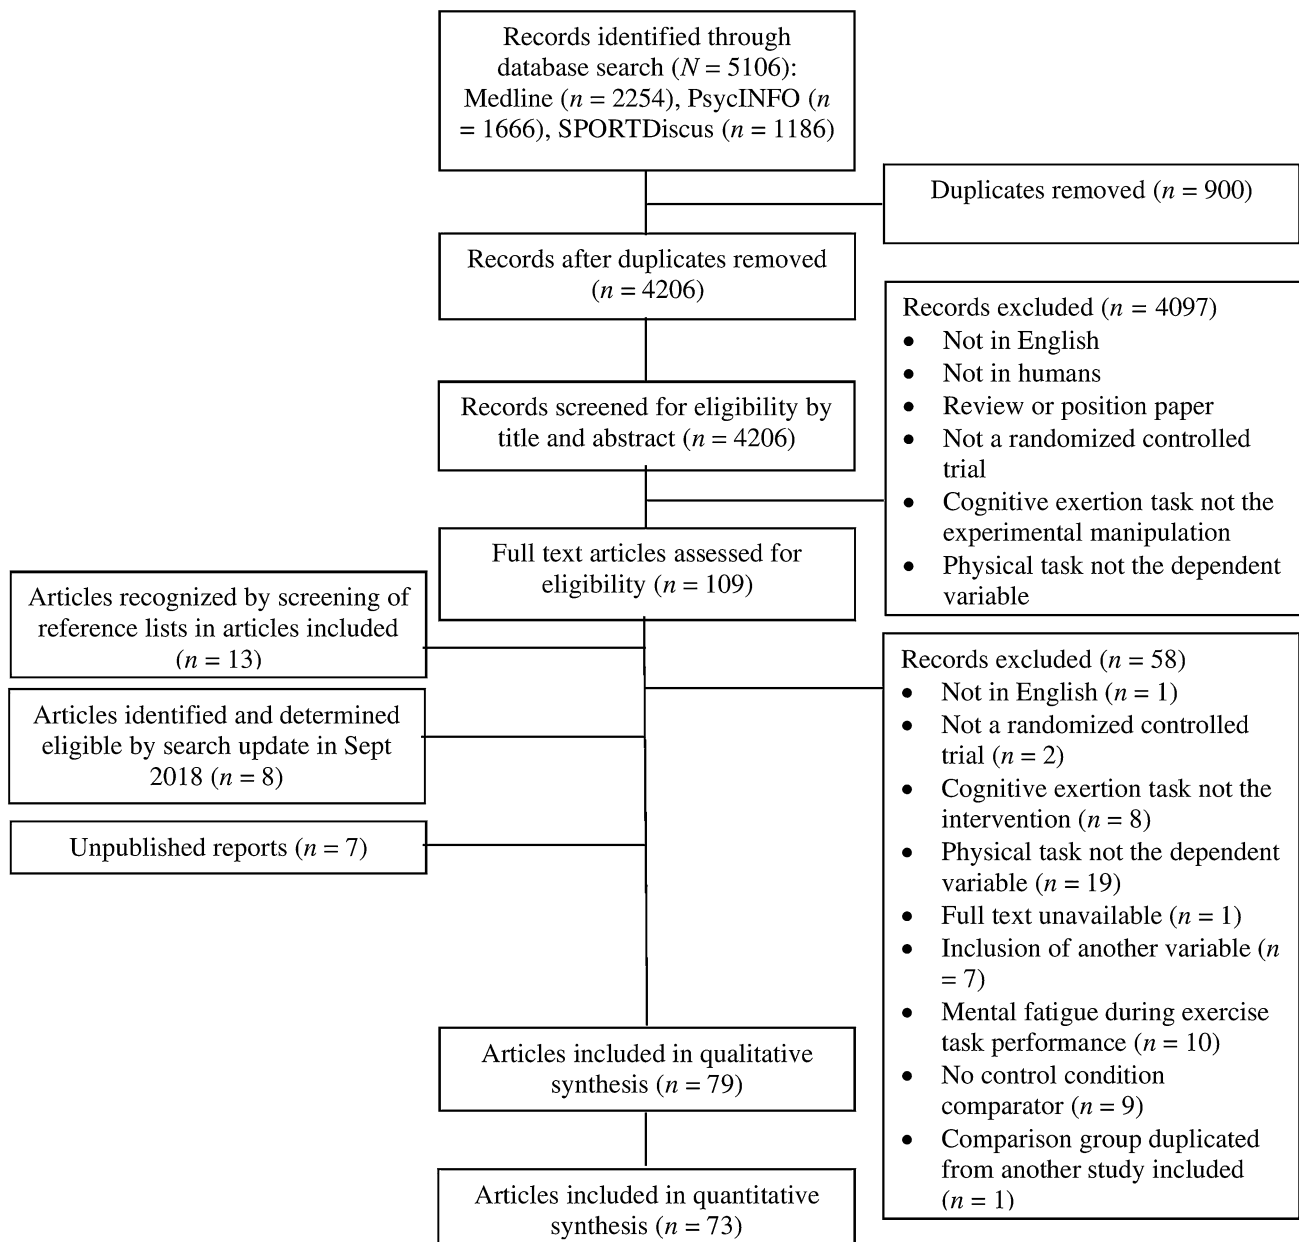 Records identified through
database search (N = 5106):
Medline (n = 2254), PsycINFO (n
= 1666), SPORTDiscus (n = 1186)
Duplicates removed (n = 900)
Records after duplicates removed
(n = 4206)
Records excluded (n = 4097)
• Not in English
• Not in humans
• Review or position paper
• Not a randomized controlled
trial
• Cognitive exertion task not the
experimental manipulation
• Physical task not the dependent
variable
Records screened for eligibility by
title and abstract (n = 4206)
Full text articles assessed for
eligibility (n = 109)
Articles recognized by screening of
reference lists in articles included
(n = 13)
Articles identified and determined
eligible by search update in Sept
2018 (n = 8)
Unpublished reports (n = 7)
Records excluded (n = 58)
• Not in English (n = 1)
• Not a randomized controlled
trial (n = 2)
• Cognitive exertion task not the
intervention (n = 8)
• Physical task not the dependent
variable (n = 19)
• Full text unavailable (n = 1)
• Inclusion of another variable (n
= 7)
• Mental fatigue during exercise
task performance (n = 10)
• No control condition
comparator (n = 9)
• Comparison group duplicated
from another study included
(n = 1)
Articles included in qualitative
synthesis (n = 79)
Articles included in quantitative
synthesis (n = 73)